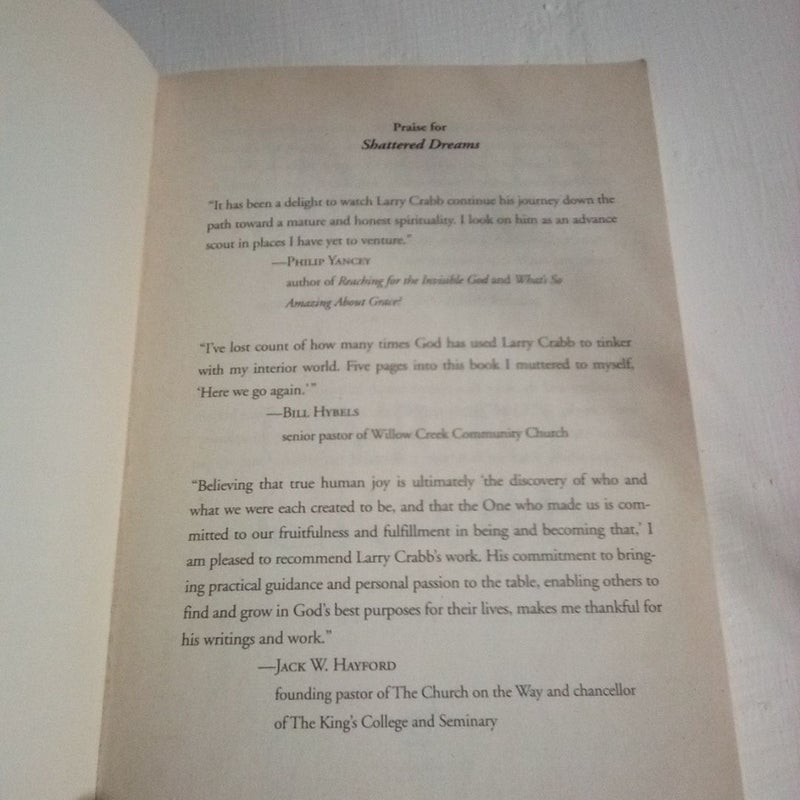 Praise for
Shattered Dreams
"It has been a delight to watch Larry Crabb continue his journey down the
path toward a mature and honest spirituality. I look on him as an advance
scout in places I have yet to venture."
—PHILIP YANCEY
author of Reaching for the Invisible God and What's So
Amazing About Grace?
"I've lost count of how many times God has used Larry Crabb to tinker
with my interior world. Five pages into this book I muttered to myself,
'Here we go again.'"
—BILL HYBELS
senior pastor of Willow Creek Community Church
"Believing that true human joy is ultimately 'the discovery of who and
what we were each created to be, and that the One who made us is com-
mitted to our fruitfulness and fulfillment in being and becoming that,' I
am pleased to recommend Larry Crabb's work. His commitment to bring-
ing practical guidance and personal passion to the table, enabling others to
find and grow in God's best purposes for their lives, makes me thankful for
his writings and work."
—JACK W. HAYFORD
founding pastor of The Church on the Way and chancellor
of The King's College and Seminary